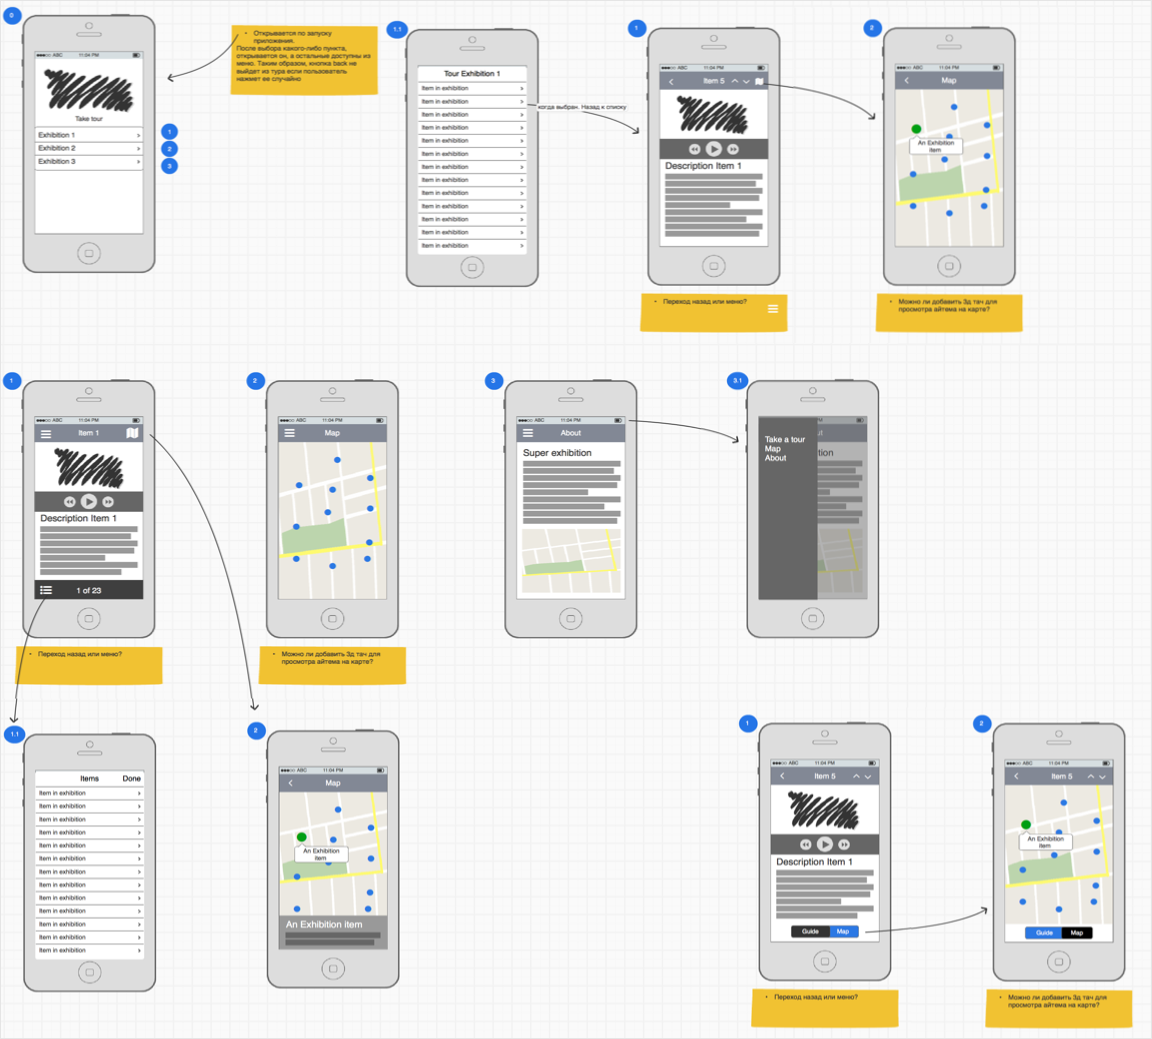 0
●●●○○ ABC 11:04 PM
Take tour
Exhibition 1 >
Exhibition 2 >
Exhibition 3 >
1
2
3
• Открывается по запуску
приложения.
После выбора какого-либо пункта,
открывается он, а остальные доступны из
меню. Таким образом, кнопка back не
выйдет из тура если пользователь
нажмет ее случайно
1.1
Tour Exhibition 1
Item in exhibition >
Item in exhibition >
Item in exhibition >
Item in exhibition >
Item in exhibition >
Item in exhibition >
Item in exhibition >
Item in exhibition >
Item in exhibition >
Item in exhibition >
Item in exhibition >
Item in exhibition >
Item in exhibition >
когда выбран. Назад к списку
1
●●●○○ ABC 11:04 PM
Item 5
Description Item 1
• Переход назад или меню?
2
●●●○○ ABC 11:04 PM
Map
An Exhibition
item
• Можно ли добавить 3д тач для
просмотра айтема на карте?
1
●●●○○ ABC 11:04 PM
Item 1
Description Item 1
1 of 23
• Переход назад или меню?
2
●●●○○ ABC 11:04 PM
Map
• Можно ли добавить 3д тач для
просмотра айтема на карте?
3
●●●○○ ABC 11:04 PM
About
Super exhibition
3.1
11:04 PM
ut
Take a tour
Map
About
ition
1.1
Items Done
Item in exhibition >
Item in exhibition >
Item in exhibition >
Item in exhibition >
Item in exhibition >
Item in exhibition >
Item in exhibition >
Item in exhibition >
Item in exhibition >
Item in exhibition >
Item in exhibition >
Item in exhibition >
Item in exhibition >
2
●●●○○ ABC 11:04 PM
Map
An Exhibition
item
An Exhibition item
1
●●●○○ ABC 11:04 PM
Item 5
Description Item 1
Guide Map
• Переход назад или меню?
2
●●●○○ ABC 11:04 PM
Item 5
An Exhibition
item
Guide Map
• Можно ли добавить 3д тач для
просмотра айтема на карте?